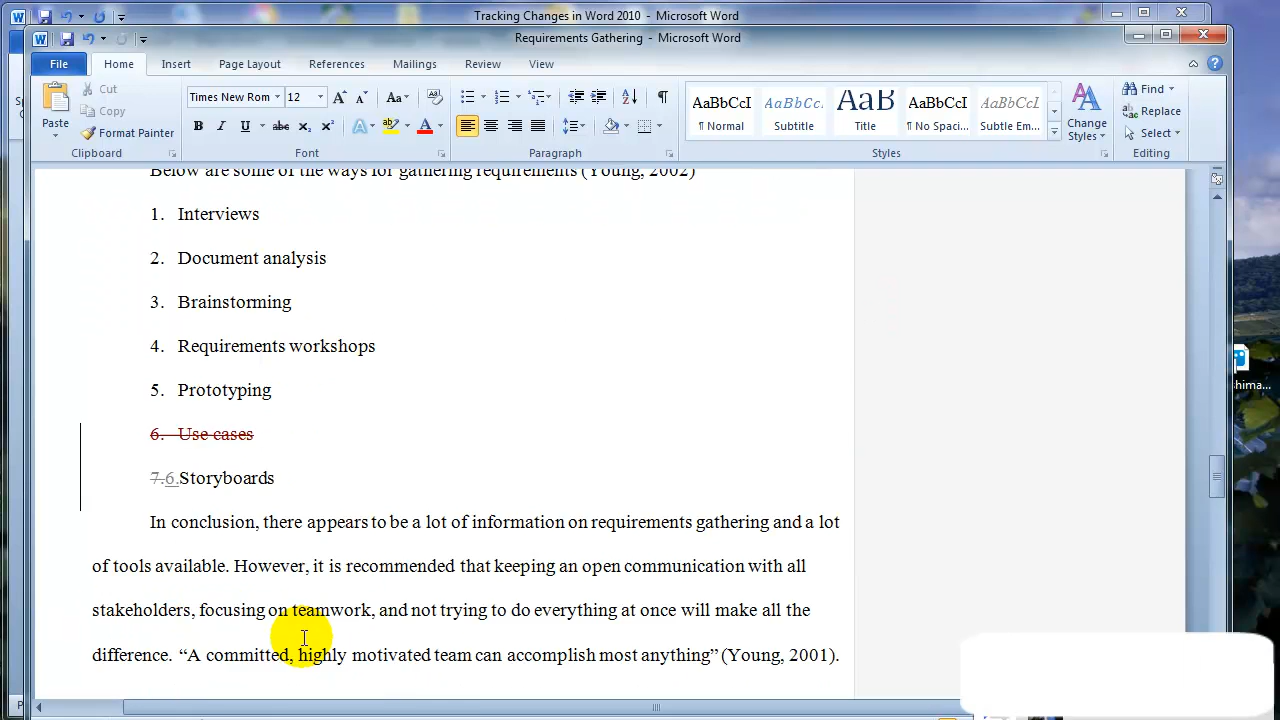 Tracking Changes in Word 2010 - Microsoft Word
Requirements Gathering - Microsoft Word
File Home Insert Page Layout References Mailings Review View
Paste Cut Copy Format Painter
Times New Rom 12
AaBbCcI AaBbCc. AaB AaBbCcI AaBbCcI
¶ Normal Subtitle Title ¶ No Spaci... Subtle Em...
Change Styles
Find Replace Select
Clipboard Font Paragraph Styles Editing
Below are some of the ways for gathering requirements (Young, 2002)
1. Interviews
2. Document analysis
3. Brainstorming
4. Requirements workshops
5. Prototyping
6. Use cases
7.6.Storyboards
In conclusion, there appears to be a lot of information on requirements gathering and a lot
of tools available. However, it is recommended that keeping an open communication with all
stakeholders, focusing on teamwork, and not trying to do everything at once will make all the
difference. “A committed, highly motivated team can accomplish most anything” (Young, 2001).
shima...